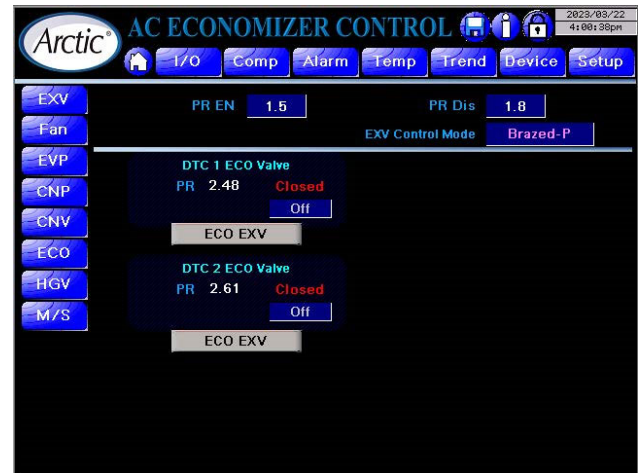 Arctic
AC ECONOMIZER CONTROL
2023/03/22
4:00:38pm
I/O Comp Alarm Temp Trend Device Setup
EXV
Fan
EVP
CNP
CNV
ECO
HGV
M/S
PR EN 1.5 PR Dis 1.8
EXV Control Mode Brazed-P
DTC 1 ECO Valve
PR 2.48 Closed
Off
ECO EXV
DTC 2 ECO Valve
PR 2.61 Closed
Off
ECO EXV